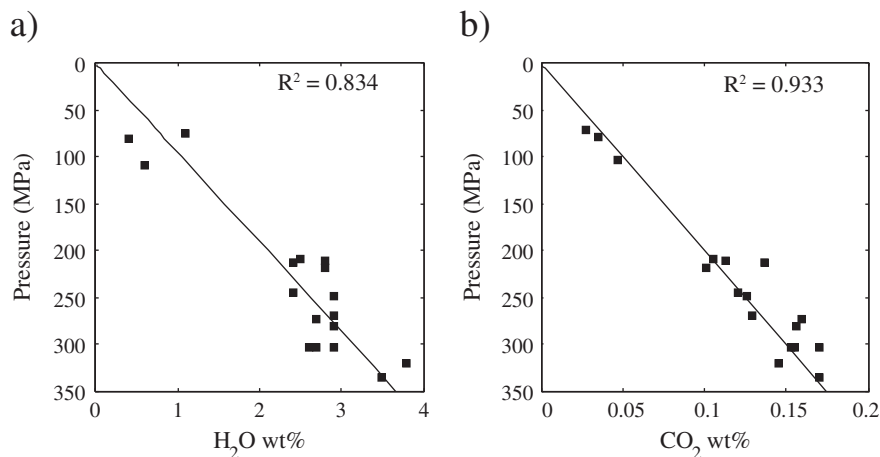 a)
0
50
100
150
200
250
300
350
Pressure (MPa)
R² = 0.834
0 1 2 3 4
H₂O wt%
b)
0
50
100
150
200
250
300
350
Pressure (MPa)
R² = 0.933
0 0.05 0.1 0.15 0.2
CO₂ wt%